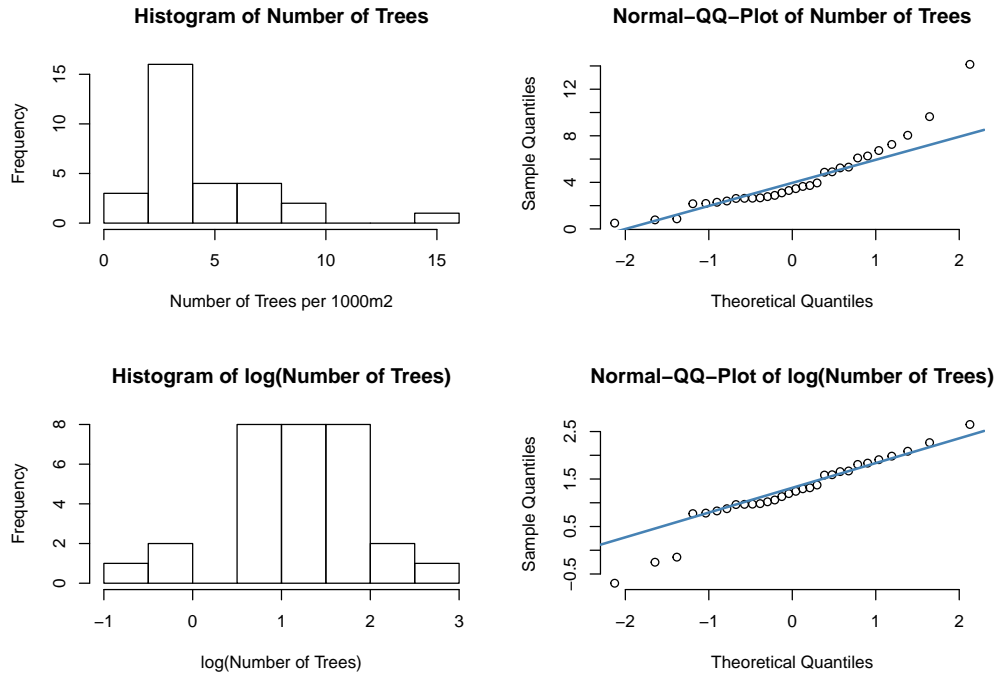 Histogram of Number of Trees
Frequency
0
5
10
15
0 5 10 15
Number of Trees per 1000m2
Normal−QQ−Plot of Number of Trees
Sample Quantiles
0
4
8
12
−2 −1 0 1 2
Theoretical Quantiles
Histogram of log(Number of Trees)
Frequency
0
2
4
6
8
−1 0 1 2 3
log(Number of Trees)
Normal−QQ−Plot of log(Number of Trees)
Sample Quantiles
−0.5
0.5
1.5
2.5
−2 −1 0 1 2
Theoretical Quantiles